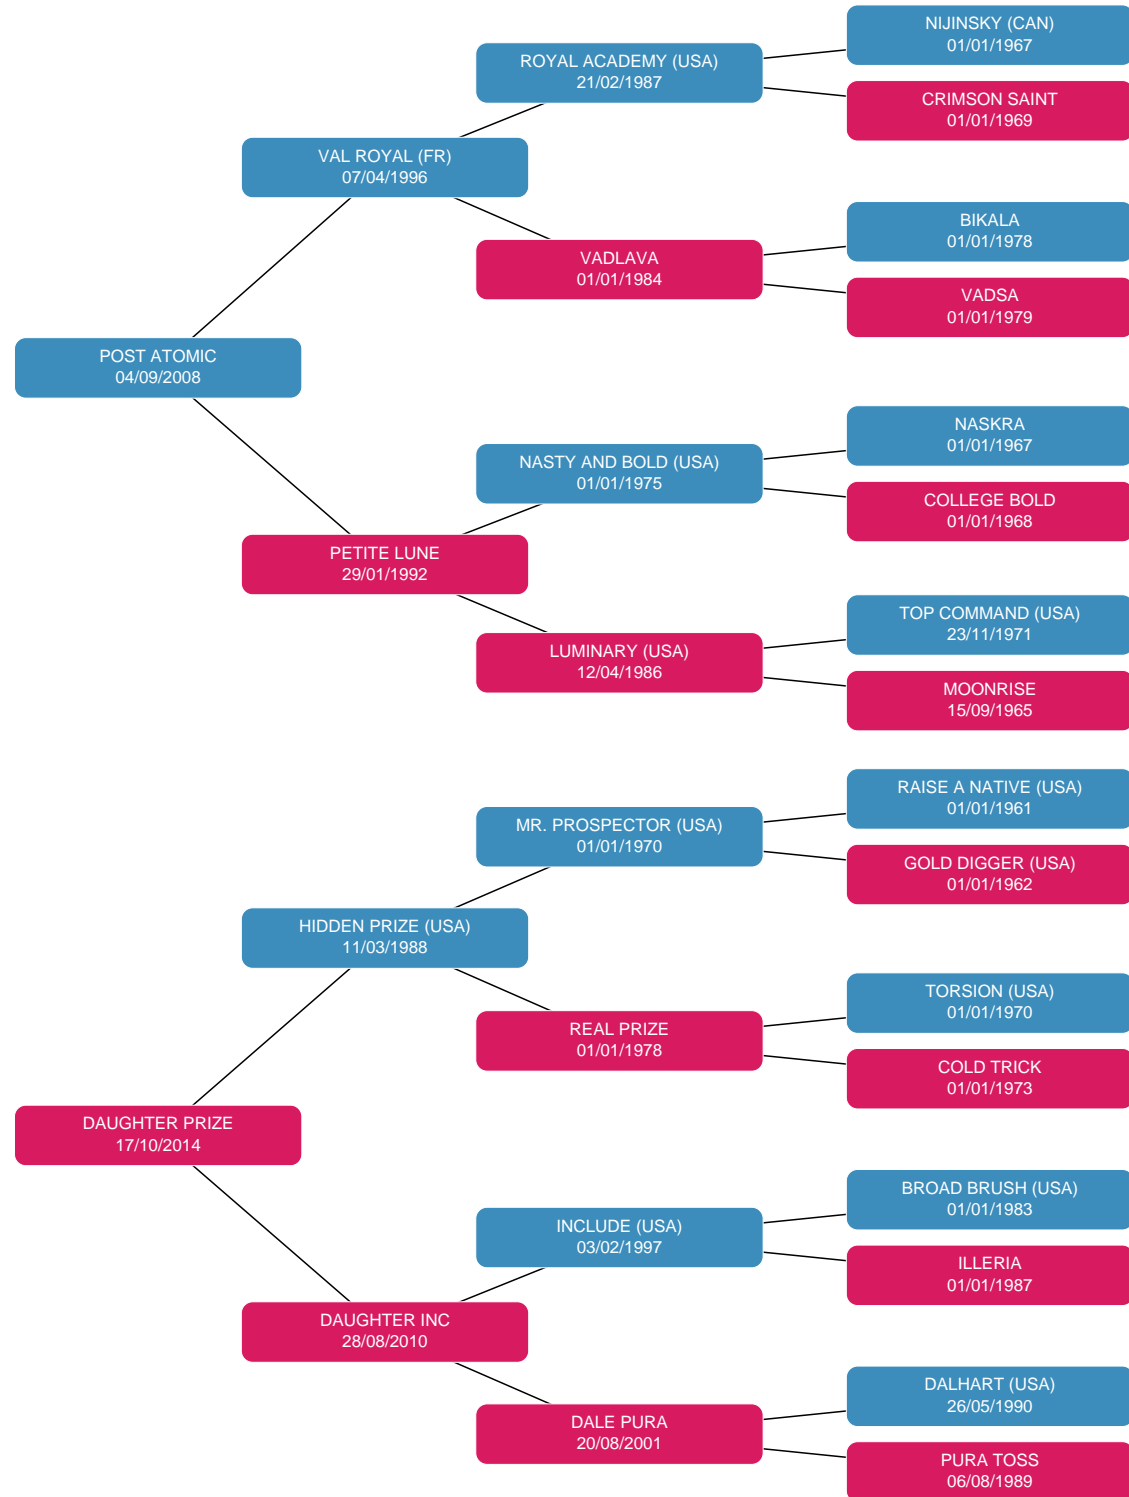 NIJINSKY (CAN)
01/01/1967
ROYAL ACADEMY (USA)
21/02/1987
CRIMSON SAINT
01/01/1969
VAL ROYAL (FR)
07/04/1996
BIKALA
01/01/1978
VADLAVA
01/01/1984
VADSA
01/01/1979
POST ATOMIC
04/09/2008
NASKRA
01/01/1967
NASTY AND BOLD (USA)
01/01/1975
COLLEGE BOLD
01/01/1968
PETITE LUNE
29/01/1992
TOP COMMAND (USA)
23/11/1971
LUMINARY (USA)
12/04/1986
MOONRISE
15/09/1965
RAISE A NATIVE (USA)
01/01/1961
MR. PROSPECTOR (USA)
01/01/1970
GOLD DIGGER (USA)
01/01/1962
HIDDEN PRIZE (USA)
11/03/1988
TORSION (USA)
01/01/1970
REAL PRIZE
01/01/1978
COLD TRICK
01/01/1973
DAUGHTER PRIZE
17/10/2014
BROAD BRUSH (USA)
01/01/1983
INCLUDE (USA)
03/02/1997
ILLERIA
01/01/1987
DAUGHTER INC
28/08/2010
DALHART (USA)
26/05/1990
DALE PURA
20/08/2001
PURA TOSS
06/08/1989